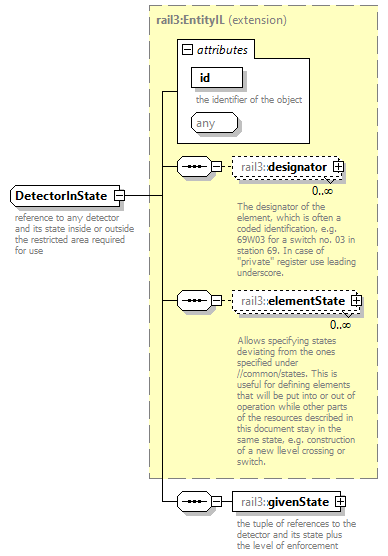 rail3:EntityIL (extension)
attributes
id
the identifier of the object
any
rail3::designator
0..∞
The designator of the
element, which is often a
coded identification, e.g.
69W03 for a switch no. 03 in
station 69. In case of
"private" register use leading
underscore.
DetectorInState
reference to any detector
and its state inside or outside
the restricted area required
for use
rail3::elementState
0..∞
Allows specifying states
deviating from the ones
specified under
//common/states. This is
useful for defining elements
that will be put into or out of
operation while other parts
of the resources described in
this document stay in the
same state, e.g. construction
of a new llevel crossing or
switch.
rail3::givenState
the tuple of references to the
detector and its state plus
the level of enforcement